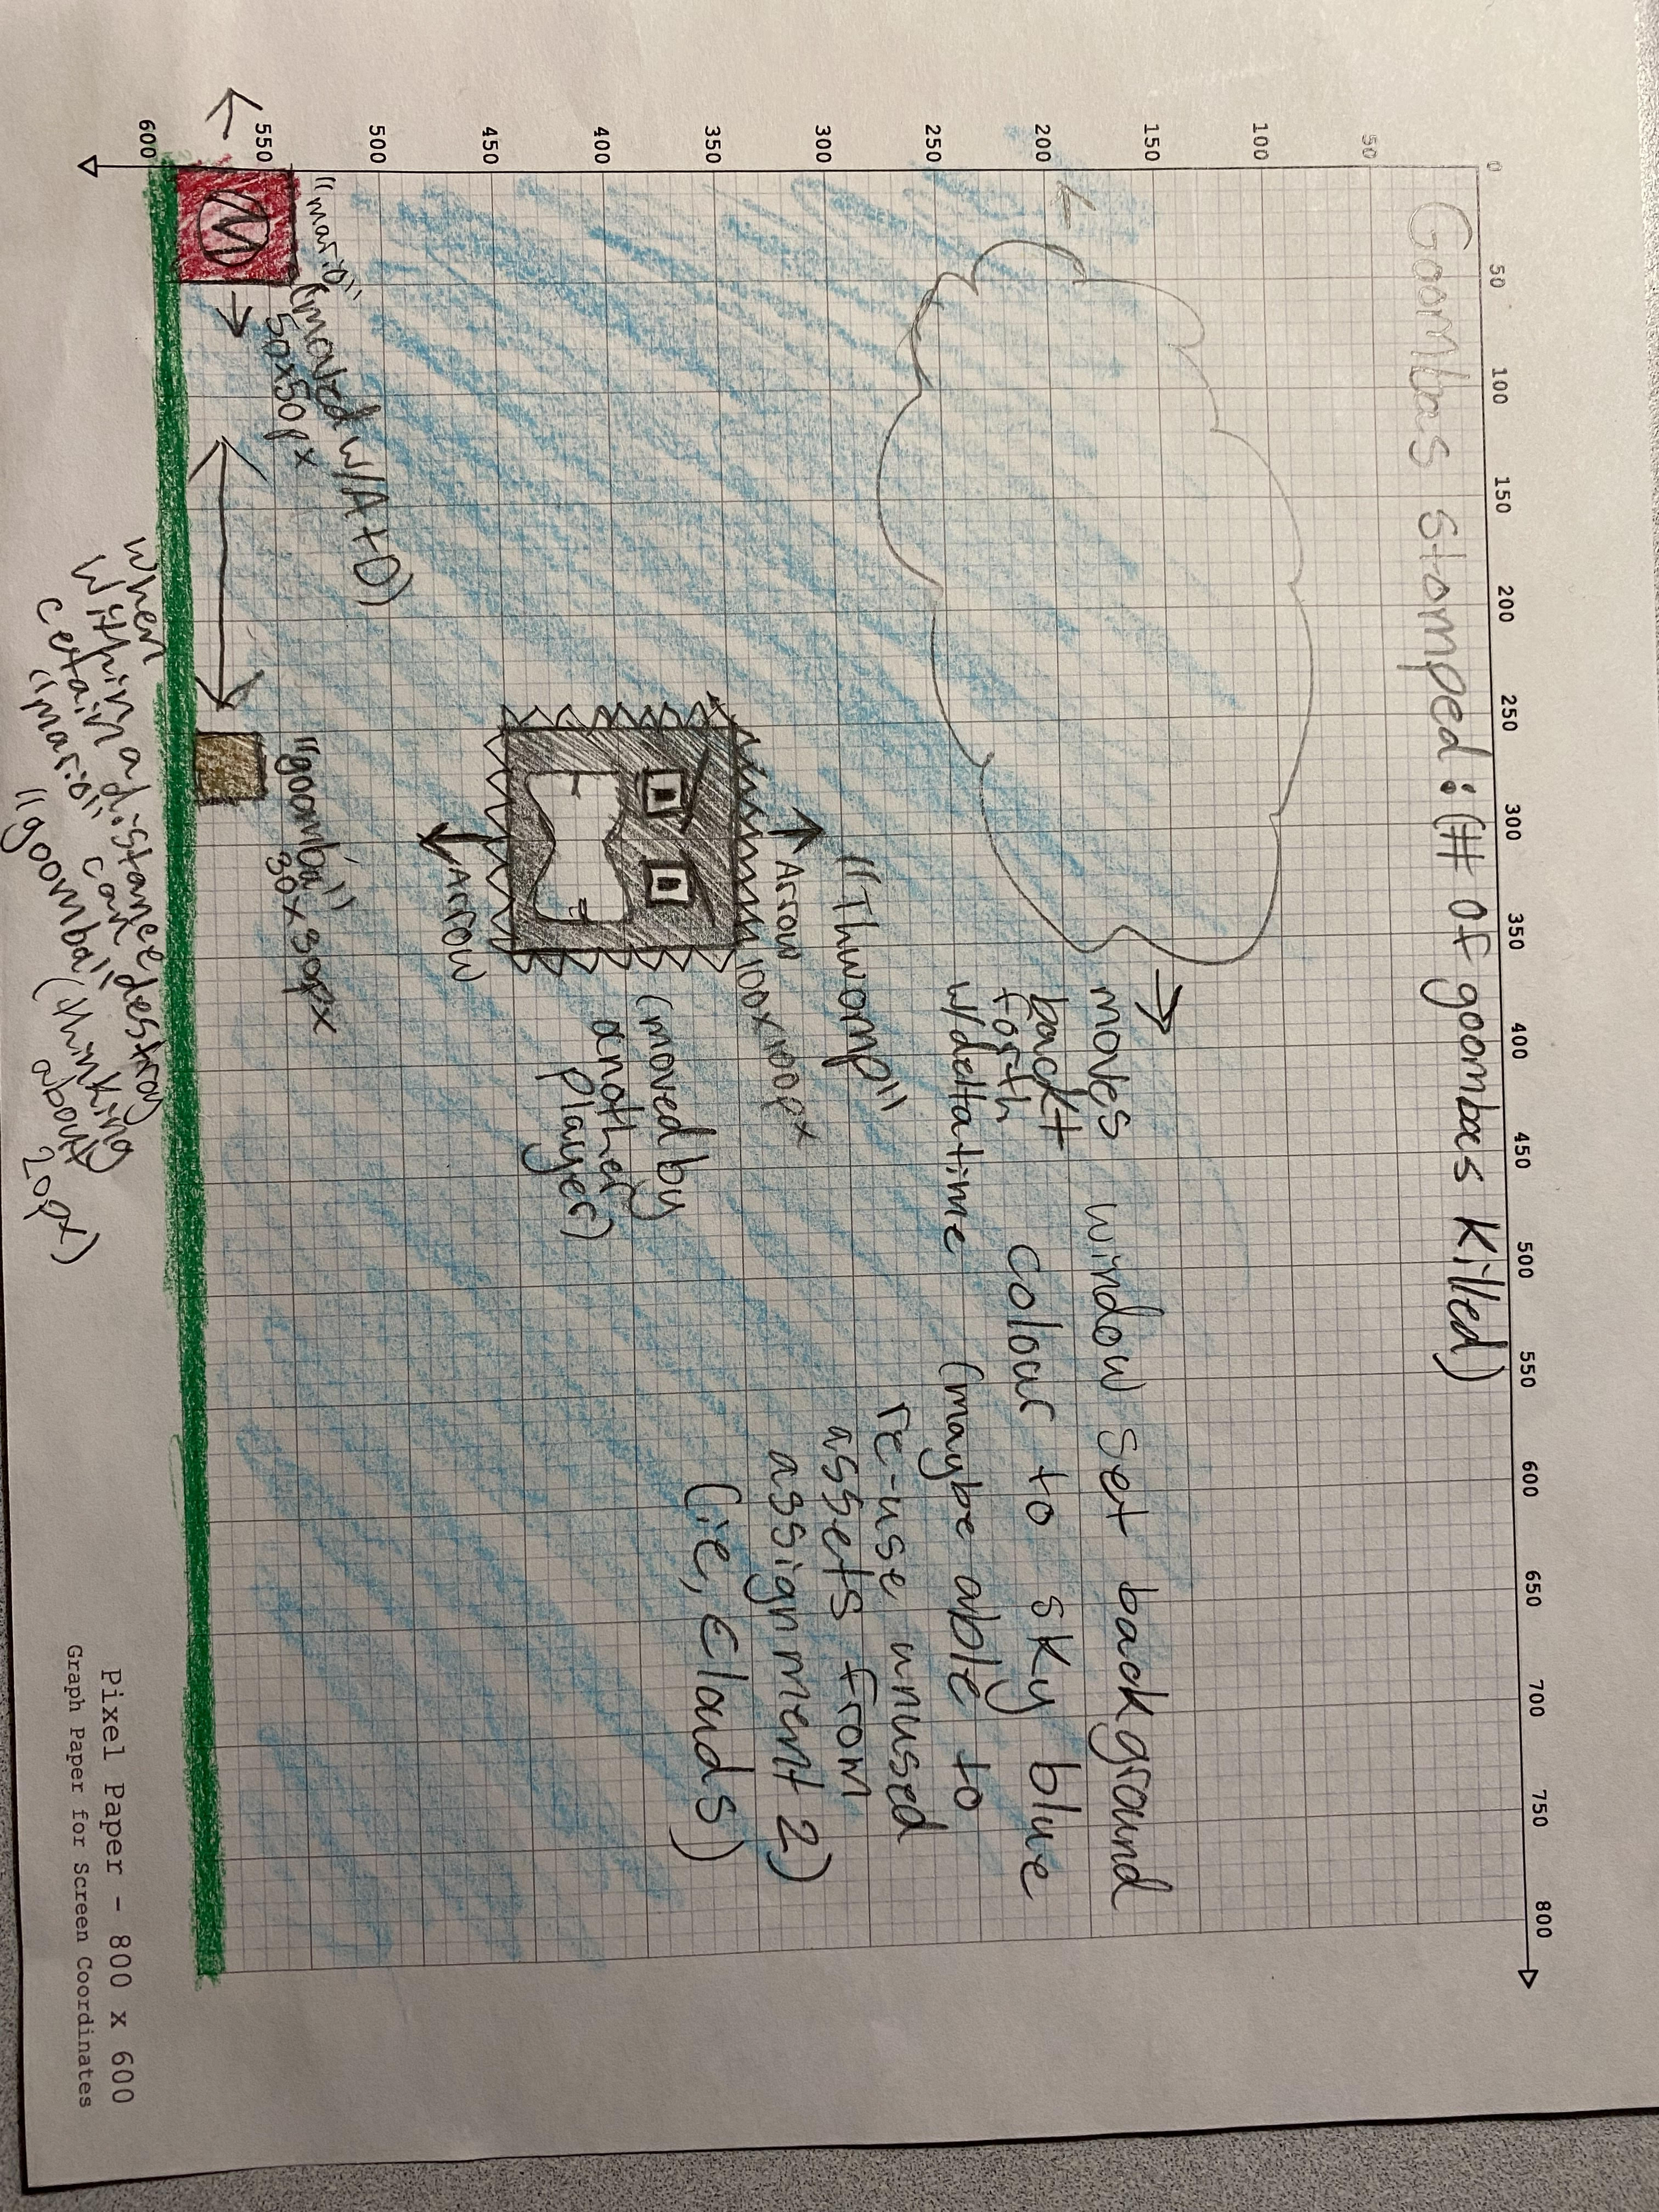 0 50 100 150 200 250 300 350 400 450 500 550 600 650 700 750 800
50
100
150
200
250
300
350
400
450
500
550
600
Goombas stomped: (# of goombas killed)
moves
back +
forth
w/deltatime
window set background
colour to sky blue
(maybe able to
re-use unused
assets from
assignment 2)
(ie, clouds)
"Thwomp"
Arrow
100x100px
(moved by
another
player)
Arrow
M
"mario"
(moved w/A+D)
50x50px
"goomba"
30x30px
when
within a distance
cetain
"mario" can destroy
"goomba" (thinking
about
20px)
Pixel Paper - 800 x 600
Graph Paper for Screen Coordinates